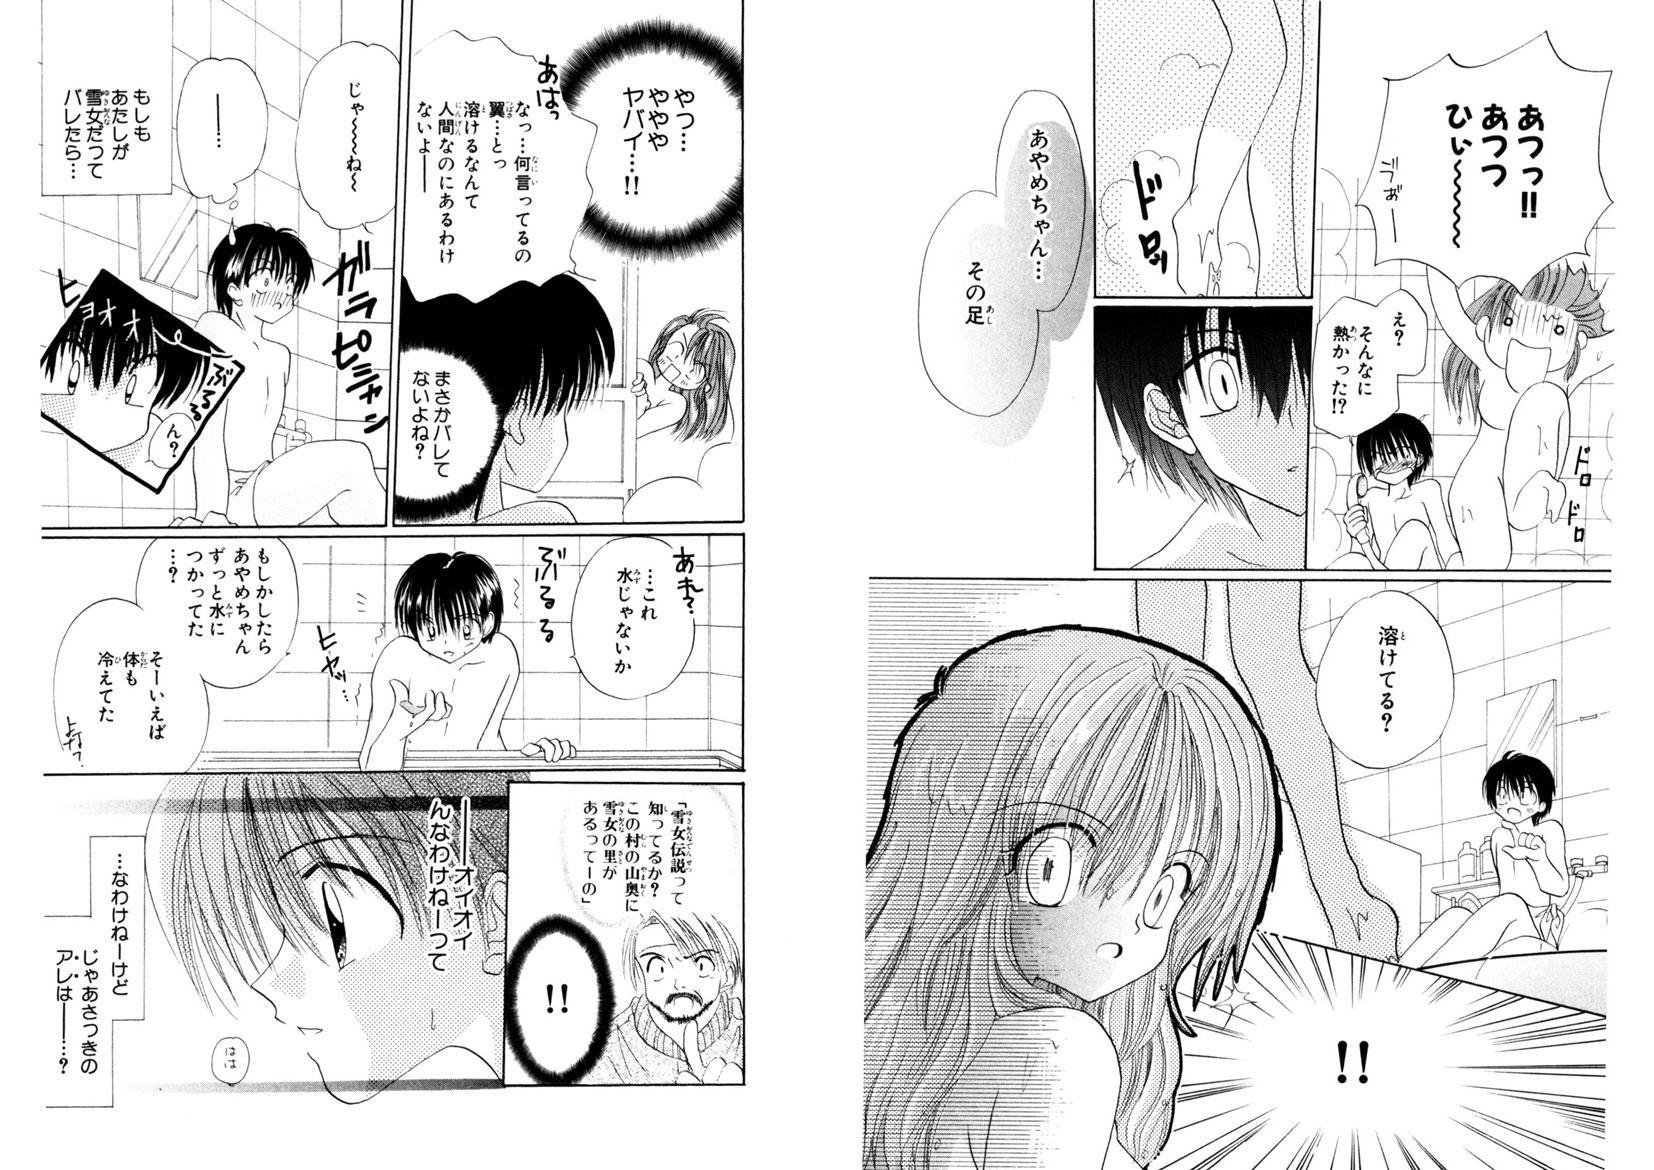 あつっ!!
あつつ
ひぃ～～～～
ブぁー
え?
そんなに
熱かった!?
ドロ
ドロ
ドロッ
あやめちゃん…
その足
溶けてる?
!!
やっ…
ややや
ヤバイ…!!
あはっ
なっ…何言ってるの
翼…とっ
溶けるなんて
人間なのにあるわけ
ないよ――
まさかバレて
ないよね?
じゃ～～ね～
――…
ガラ
ピシャン
もしも
あたしが
雪女だって
バレたら…
ヒョオオ
ぶるるる
ん?
あれ?
…これ
水じゃないか
ぶるるる
ヒヤッ…
もしかしたら
あやめちゃん
ずっと水に
つかってた
…?
そーいえば
体も
冷えてた
「雪女伝説って
知ってるか?
この村の山奥に
雪女の里が
あるってーの」
!!
――オイオイ
んなわけねーって
はは
…なわけねーけど
じゃあさっきの
アレは――…?